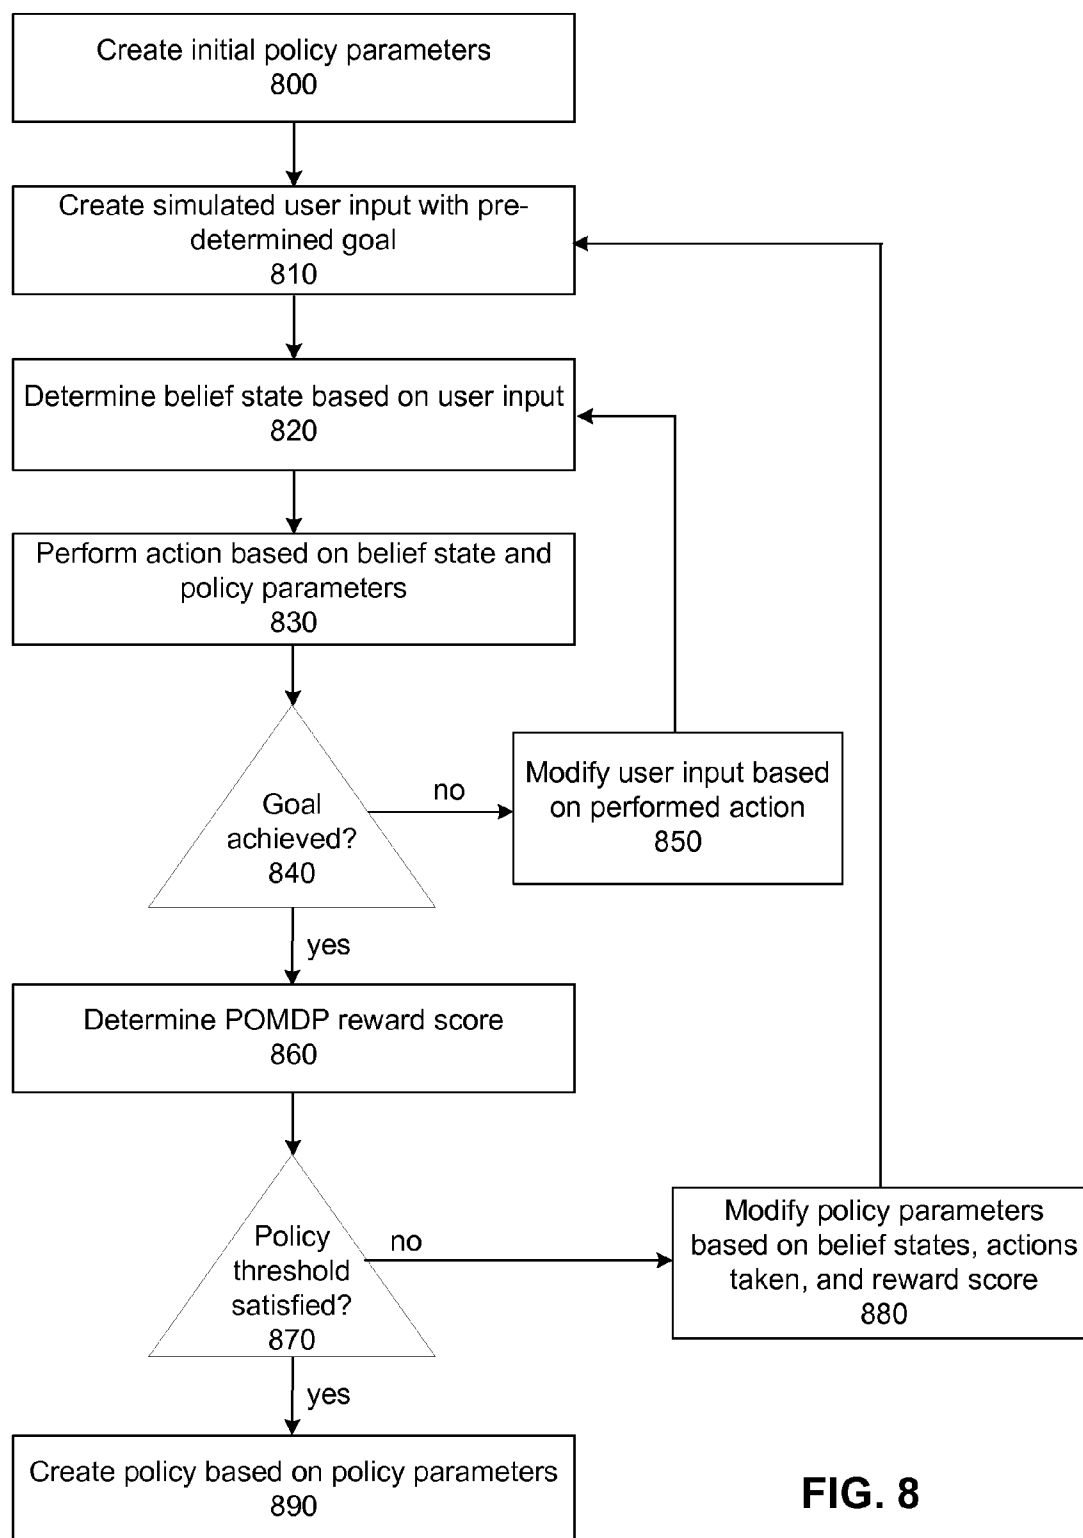 Create initial policy parameters
800
Create simulated user input with pre-
determined goal
810
Determine belief state based on user input
820
Perform action based on belief state and
policy parameters
830
Goal
achieved?
840
no
Modify user input based
on performed action
850
yes
Determine POMDP reward score
860
Policy
threshold
satisfied?
870
no
Modify policy parameters
based on belief states, actions
taken, and reward score
880
yes
Create policy based on policy parameters
890
FIG. 8